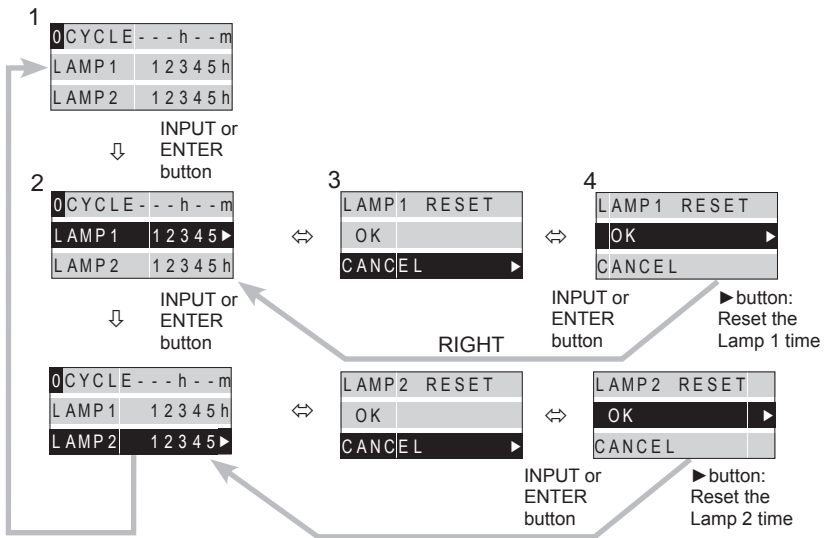 1
0CYCLE---h--m
LAMP1 12345h
LAMP2 12345h
⇩ INPUT or
ENTER
button
2
0CYCLE---h--m
LAMP1 12345►
LAMP2 12345h
⇔
3
LAMP1 RESET
OK
CANCEL ►
⇔
4
LAMP1 RESET
OK ►
CANCEL
⇩ INPUT or
ENTER
button
RIGHT
INPUT or
ENTER
button
►button:
Reset the
Lamp 1 time
0CYCLE---h--m
LAMP1 12345h
LAMP2 12345►
⇔
LAMP2 RESET
OK
CANCEL ►
⇔
LAMP2 RESET
OK ►
CANCEL
INPUT or
ENTER
button
►button:
Reset the
Lamp 2 time